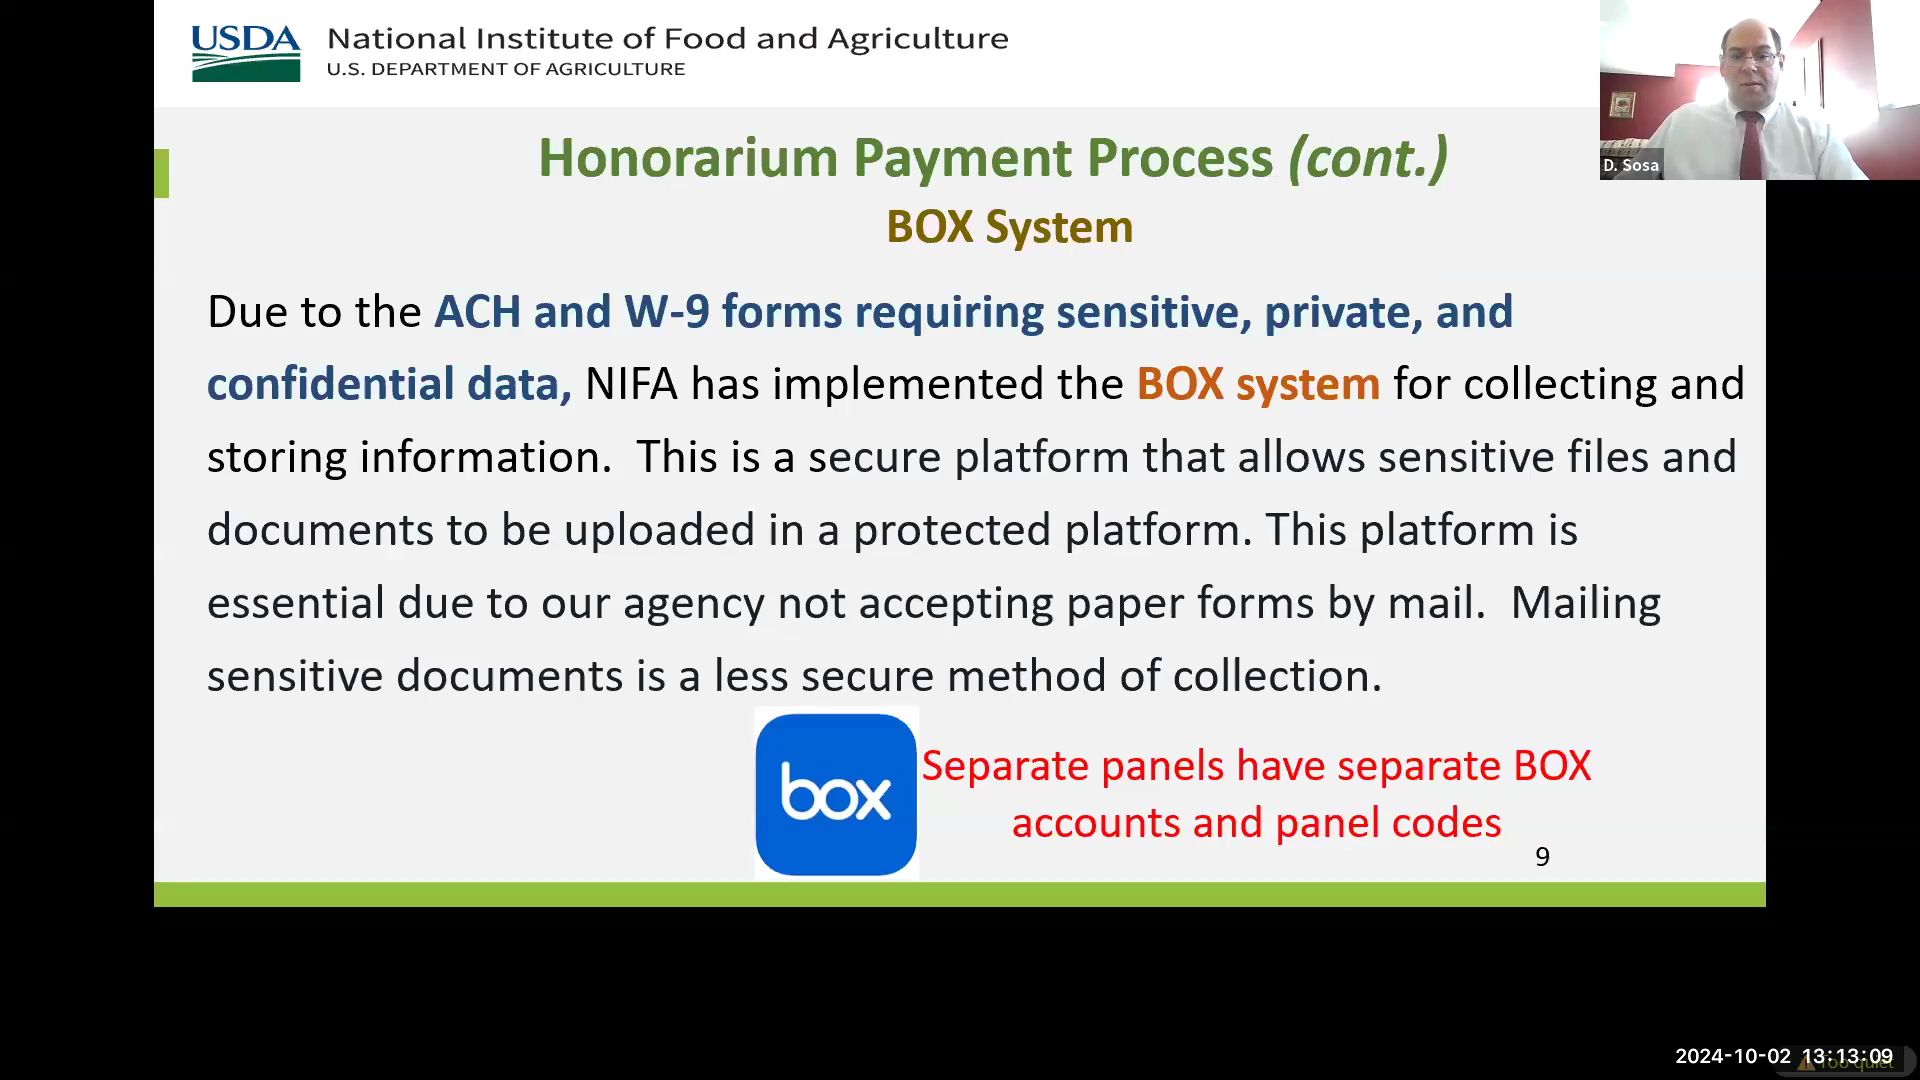 USDA
National Institute of Food and Agriculture
U.S. DEPARTMENT OF AGRICULTURE
D. Sosa
Honorarium Payment Process (cont.)
BOX System
Due to the ACH and W-9 forms requiring sensitive, private, and
confidential data, NIFA has implemented the BOX system for collecting and
storing information.  This is a secure platform that allows sensitive files and
documents to be uploaded in a protected platform. This platform is
essential due to our agency not accepting paper forms by mail.  Mailing
sensitive documents is a less secure method of collection.
box
Separate panels have separate BOX
accounts and panel codes
9
2024-10-02 13:13:09
Too quiet